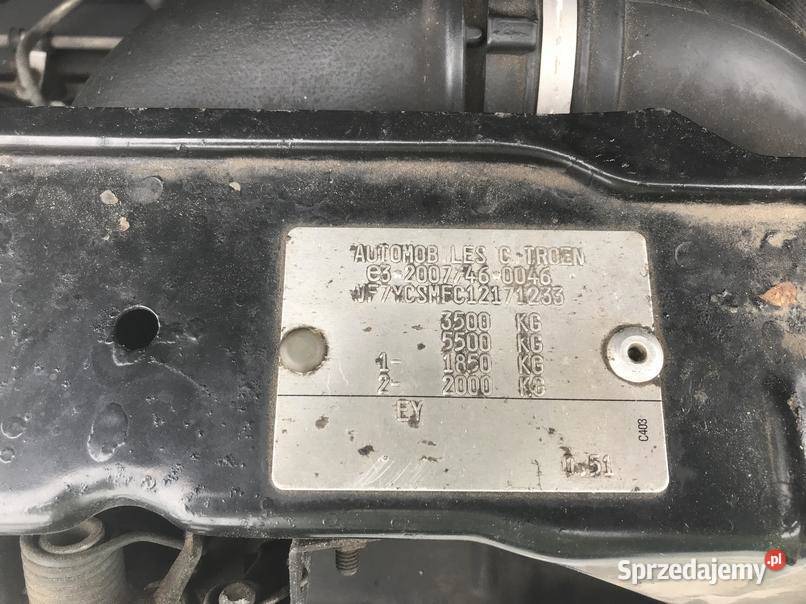 AUTOMOBILES CITROEN
e3*2007/46*0046
VF7YCSMFC12171233
3500 KG
5500 KG
1- 1850 KG
2- 2000 KG
EY
C403
0.51
Sprzedajemy.pl